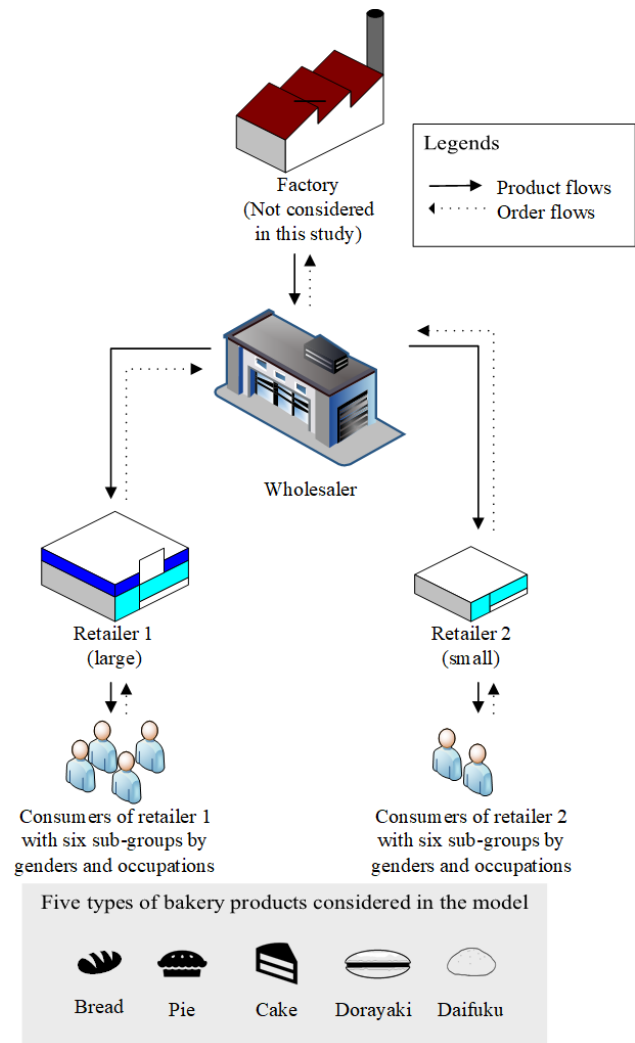 Factory
(Not considered
in this study)
Legends
Product flows
Order flows
Wholesaler
Retailer 1
(large)
Retailer 2
(small)
Consumers of retailer 1
with six sub-groups by
genders and occupations
Consumers of retailer 2
with six sub-groups by
genders and occupations
Five types of bakery products considered in the model
Bread
Pie
Cake
Dorayaki
Daifuku